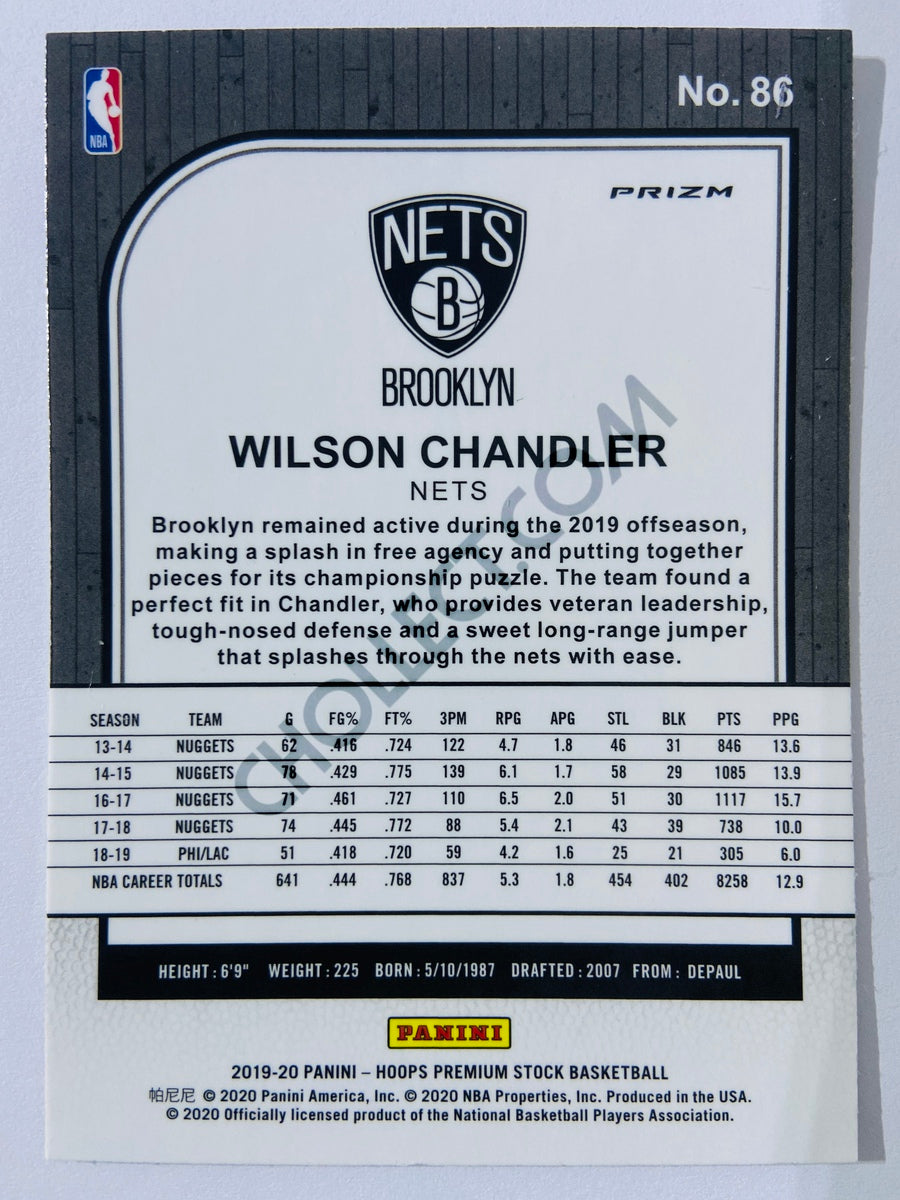 No. 86
NBA
PRIZM
NETS
B
BROOKLYN
WILSON CHANDLER
NETS
Brooklyn remained active during the 2019 offseason,
making a splash in free agency and putting together
pieces for its championship puzzle. The team found a
perfect fit in Chandler, who provides veteran leadership,
tough-nosed defense and a sweet long-range jumper
that splashes through the nets with ease.
CHOLLECT.COM
SEASON TEAM G FG% FT% 3PM RPG APG STL BLK PTS PPG
13-14 NUGGETS 62 .416 .724 122 4.7 1.8 46 31 846 13.6
14-15 NUGGETS 78 .429 .775 139 6.1 1.7 58 29 1085 13.9
16-17 NUGGETS 71 .461 .727 110 6.5 2.0 51 30 1117 15.7
17-18 NUGGETS 74 .445 .772 88 5.4 2.1 43 39 738 10.0
18-19 PHI/LAC 51 .418 .720 59 4.2 1.6 25 21 305 6.0
NBA CAREER TOTALS 641 .444 .768 837 5.3 1.8 454 402 8258 12.9
HEIGHT: 6'9" WEIGHT: 225 BORN: 5/10/1987 DRAFTED: 2007 FROM: DEPAUL
PANINI
2019-20 PANINI – HOOPS PREMIUM STOCK BASKETBALL
帕尼尼 © 2020 Panini America, Inc. © 2020 NBA Properties, Inc. Produced in the USA.
© 2020 Officially licensed product of the National Basketball Players Association.